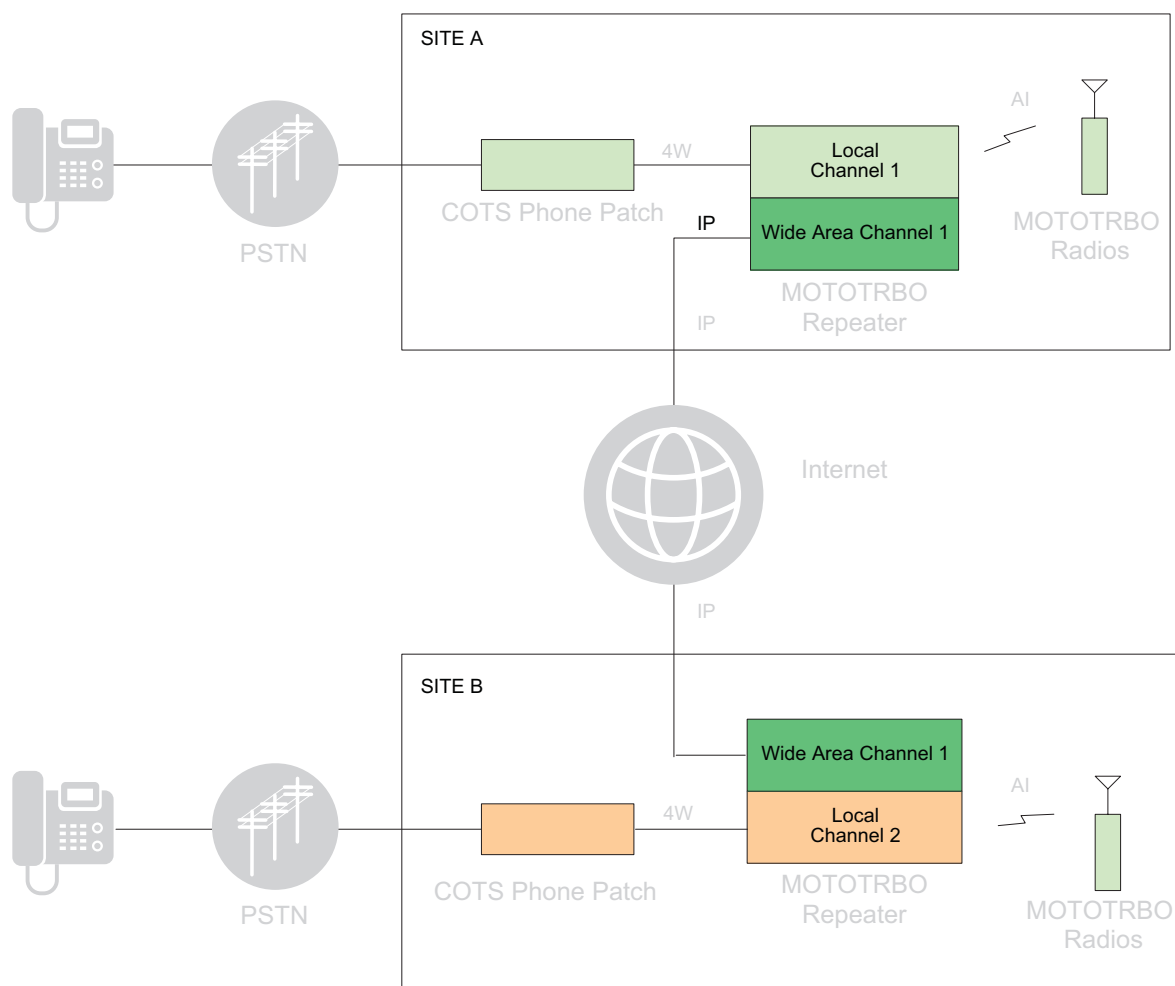 SITE A
AI
4W
Local
Channel 1
COTS Phone Patch
IP
Wide Area Channel 1
MOTOTRBO
Radios
PSTN
MOTOTRBO
Repeater
IP
Internet
IP
SITE B
Wide Area Channel 1
AI
4W
Local
Channel 2
COTS Phone Patch
MOTOTRBO
Repeater
PSTN
MOTOTRBO
Radios